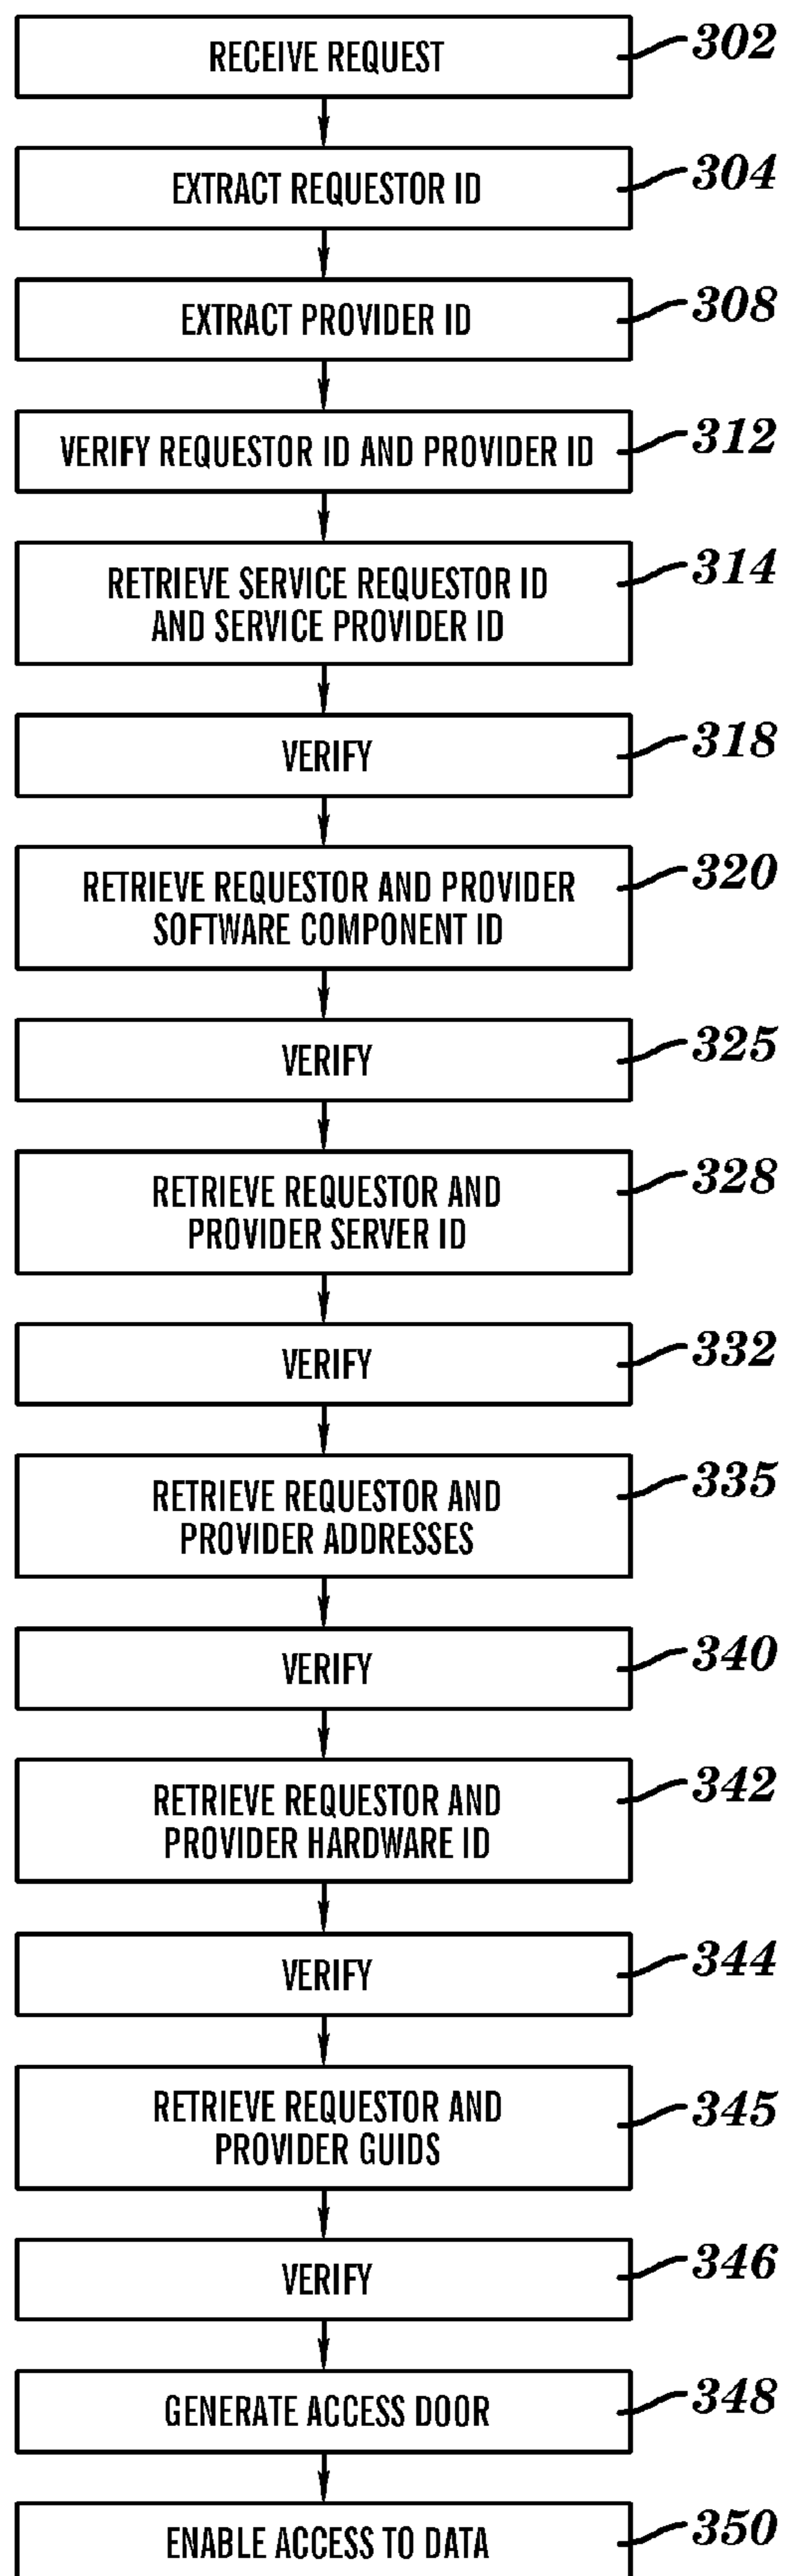 RECEIVE REQUEST
302
EXTRACT REQUESTOR ID
304
EXTRACT PROVIDER ID
308
VERIFY REQUESTOR ID AND PROVIDER ID
312
RETRIEVE SERVICE REQUESTOR ID
AND SERVICE PROVIDER ID
314
VERIFY
318
RETRIEVE REQUESTOR AND PROVIDER
SOFTWARE COMPONENT ID
320
VERIFY
325
RETRIEVE REQUESTOR AND
PROVIDER SERVER ID
328
VERIFY
332
RETRIEVE REQUESTOR AND
PROVIDER ADDRESSES
335
VERIFY
340
RETRIEVE REQUESTOR AND
PROVIDER HARDWARE ID
342
VERIFY
344
RETRIEVE REQUESTOR AND
PROVIDER GUIDS
345
VERIFY
346
GENERATE ACCESS DOOR
348
ENABLE ACCESS TO DATA
350